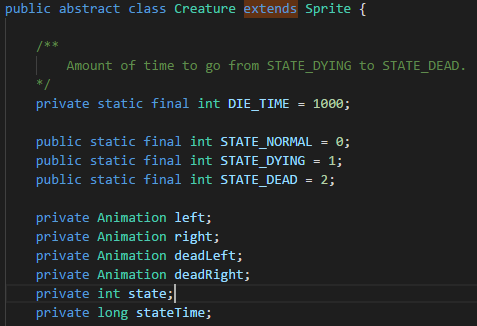 public abstract class Creature extends Sprite {
/**
Amount of time to go from STATE_DYING to STATE_DEAD.
*/
private static final int DIE_TIME = 1000;
public static final int STATE_NORMAL = 0;
public static final int STATE_DYING = 1;
public static final int STATE_DEAD = 2;
private Animation left;
private Animation right;
private Animation deadLeft;
private Animation deadRight;
private int state;
private long stateTime;